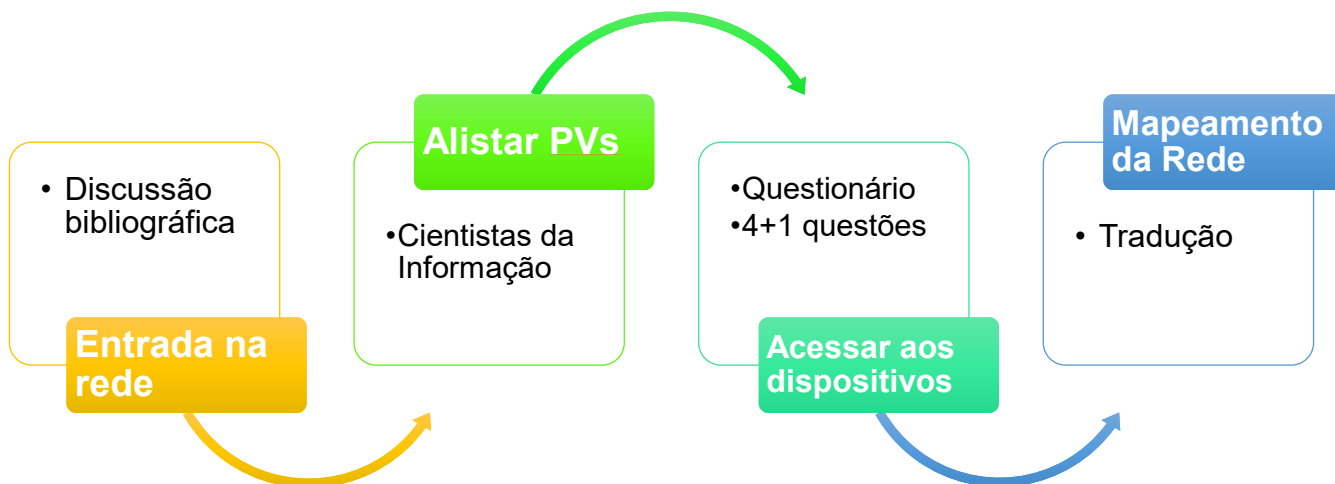 • Discussão
bibliográfica
Entrada na
rede
Alistar PVs
•Cientistas da
Informação
•Questionário
•4+1 questões
Acessar aos
dispositivos
Mapeamento
da Rede
• Tradução